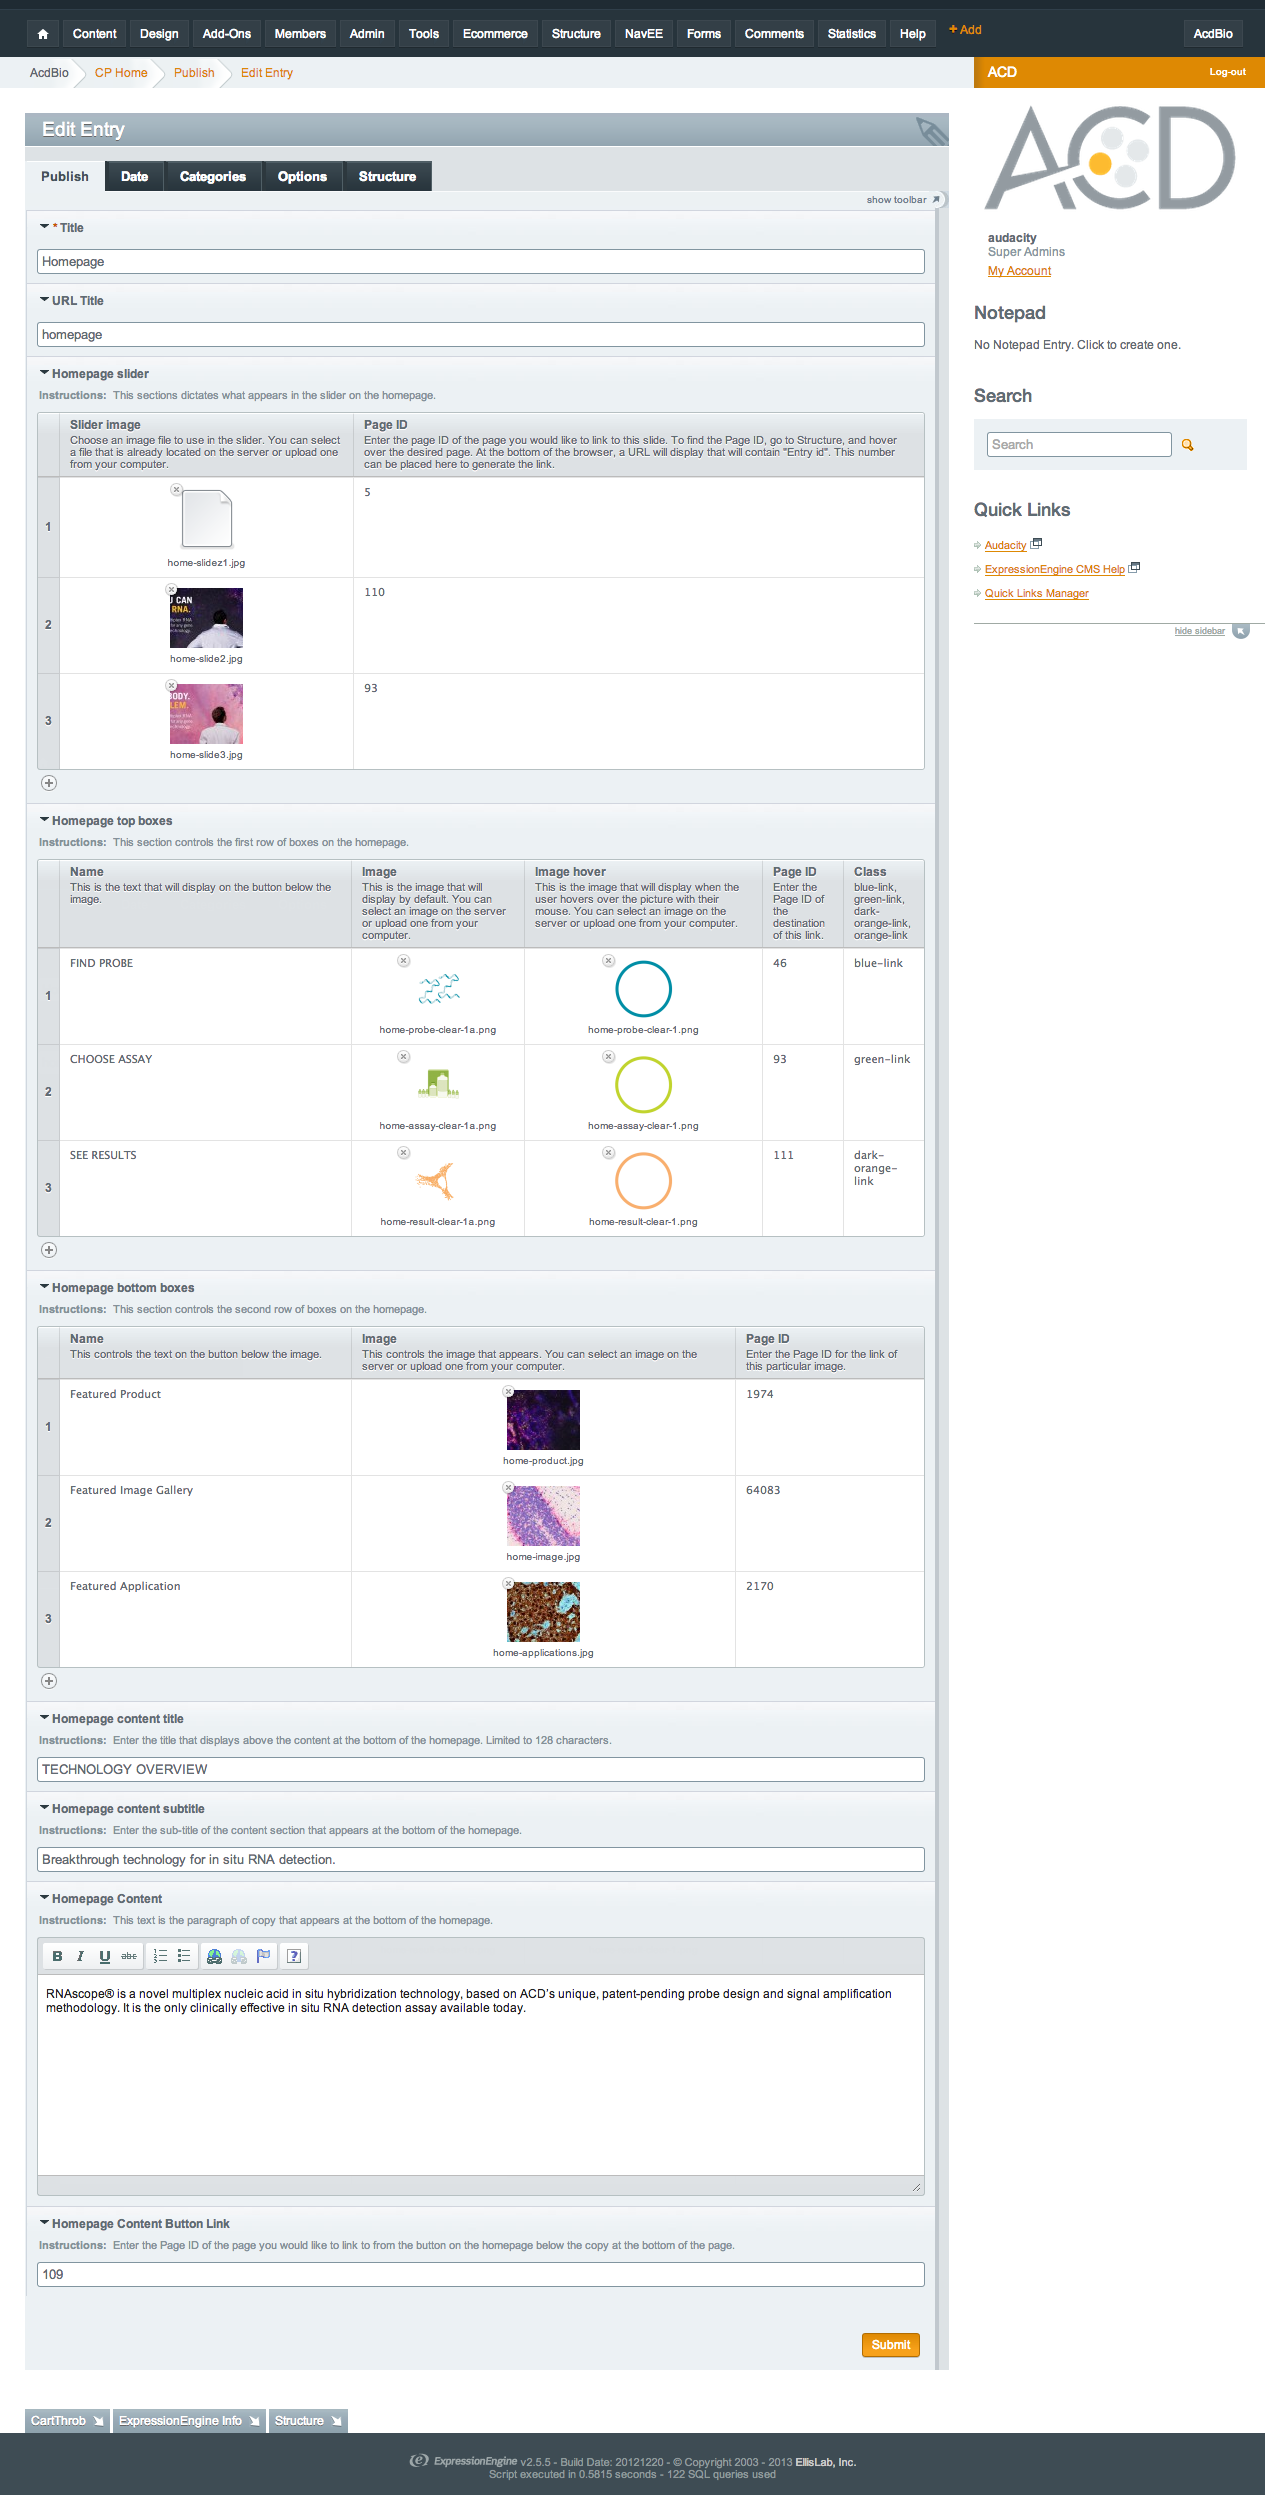 Content Design Add-Ons Members Admin Tools Ecommerce Structure NavEE Forms Comments Statistics Help + Add AcdBio
AcdBio CP Home Publish Edit Entry
ACD Log-out
Edit Entry
Publish Date Categories Options Structure
show toolbar
* Title
Homepage
URL Title
homepage
Homepage slider
Instructions: This sections dictates what appears in the slider on the homepage.
Slider image
Choose an image file to use in the slider. You can select
a file that is already located on the server or upload one
from your computer.
Page ID
Enter the page ID of the page you would like to link to this slide. To find the Page ID, go to Structure, and hover
over the desired page. At the bottom of the browser, a URL will display that will contain "Entry id". This number
can be placed here to generate the link.
1
home-slidez1.jpg
5
2
U CAN
RNA.
home-slide2.jpg
110
3
BODY.
LEM.
home-slide3.jpg
93
Homepage top boxes
Instructions: This section controls the first row of boxes on the homepage.
Name
This is the text that will display on the button below the
image.
Image
This is the image that will
display by default. You can
select an image on the server
or upload one from your
computer.
Image hover
This is the image that will display when the
user hovers over the picture with their
mouse. You can select an image on the
server or upload one from your computer.
Page ID
Enter the
Page ID of
the
destination
of this link.
Class
blue-link,
green-link,
dark-
orange-link,
orange-link
1
FIND PROBE
home-probe-clear-1a.png
home-probe-clear-1.png
46
blue-link
2
CHOOSE ASSAY
home-assay-clear-1a.png
home-assay-clear-1.png
93
green-link
3
SEE RESULTS
home-result-clear-1a.png
home-result-clear-1.png
111
dark-
orange-
link
Homepage bottom boxes
Instructions: This section controls the second row of boxes on the homepage.
Name
This controls the text on the button below the image.
Image
This controls the image that appears. You can select an image on the
server or upload one from your computer.
Page ID
Enter the Page ID for the link of
this particular image.
1
Featured Product
home-product.jpg
1974
2
Featured Image Gallery
home-image.jpg
64083
3
Featured Application
home-applications.jpg
2170
Homepage content title
Instructions: Enter the title that displays above the content at the bottom of the homepage. Limited to 128 characters.
TECHNOLOGY OVERVIEW
Homepage content subtitle
Instructions: Enter the sub-title of the content section that appears at the bottom of the homepage.
Breakthrough technology for in situ RNA detection.
Homepage Content
Instructions: This text is the paragraph of copy that appears at the bottom of the homepage.
B I U abc ?
RNAscope® is a novel multiplex nucleic acid in situ hybridization technology, based on ACD's unique, patent-pending probe design and signal amplification
methodology. It is the only clinically effective in situ RNA detection assay available today.
Homepage Content Button Link
Instructions: Enter the Page ID of the page you would like to link to from the button on the homepage below the copy at the bottom of the page.
109
Submit
ACD
audacity
Super Admins
My Account
Notepad
No Notepad Entry. Click to create one.
Search
Search
Quick Links
Audacity
ExpressionEngine CMS Help
Quick Links Manager
hide sidebar
CartThrob ExpressionEngine Info Structure
ExpressionEngine v2.5.5 - Build Date: 20121220 - © Copyright 2003 - 2013 EllisLab, Inc.
Script executed in 0.5815 seconds - 122 SQL queries used